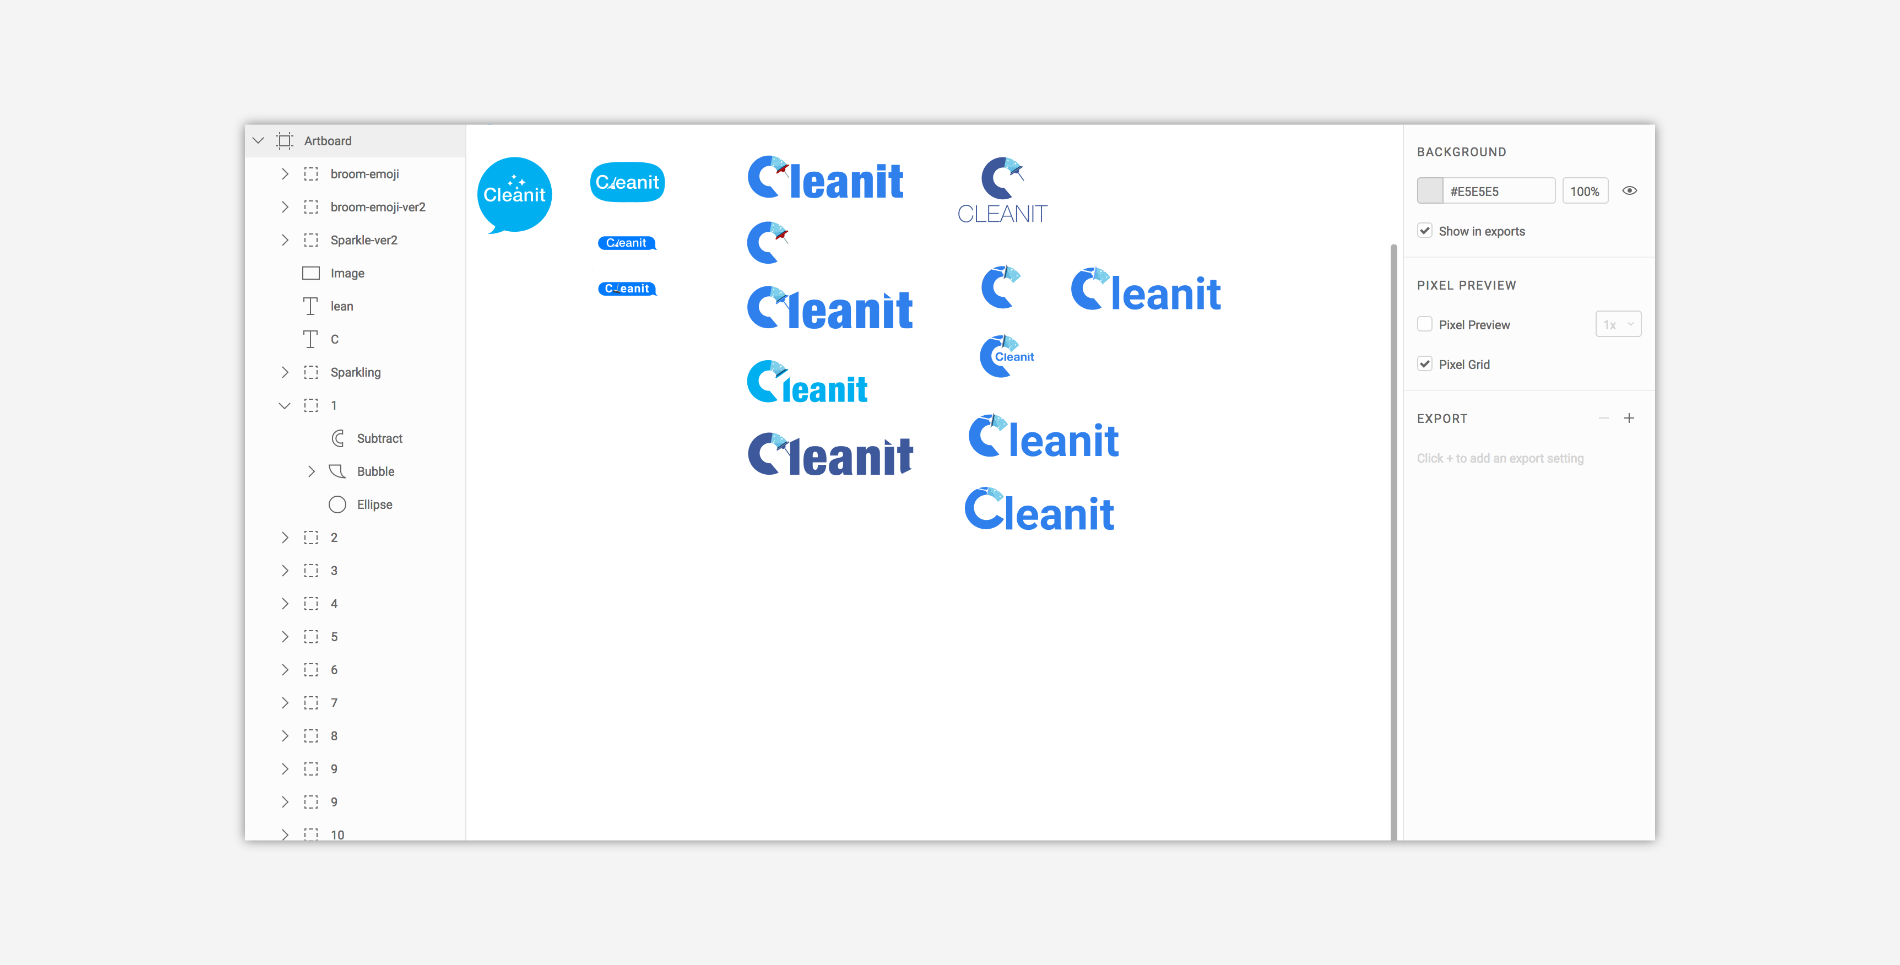 Artboard
broom-emoji
broom-emoji-ver2
Sparkle-ver2
Image
lean
C
Sparkling
1
Subtract
Bubble
Ellipse
2
3
4
5
6
7
8
9
9
10
Cleanit
Cleanit
Cleanit
Cleanit
Cleanit
C
Cleanit
Cleanit
Cleanit
C
CLEANIT
C
Cleanit
C
Cleanit
Cleanit
Cleanit
BACKGROUND
#E5E5E5
100%
Show in exports
PIXEL PREVIEW
Pixel Preview
1x
Pixel Grid
EXPORT
Click + to add an export setting